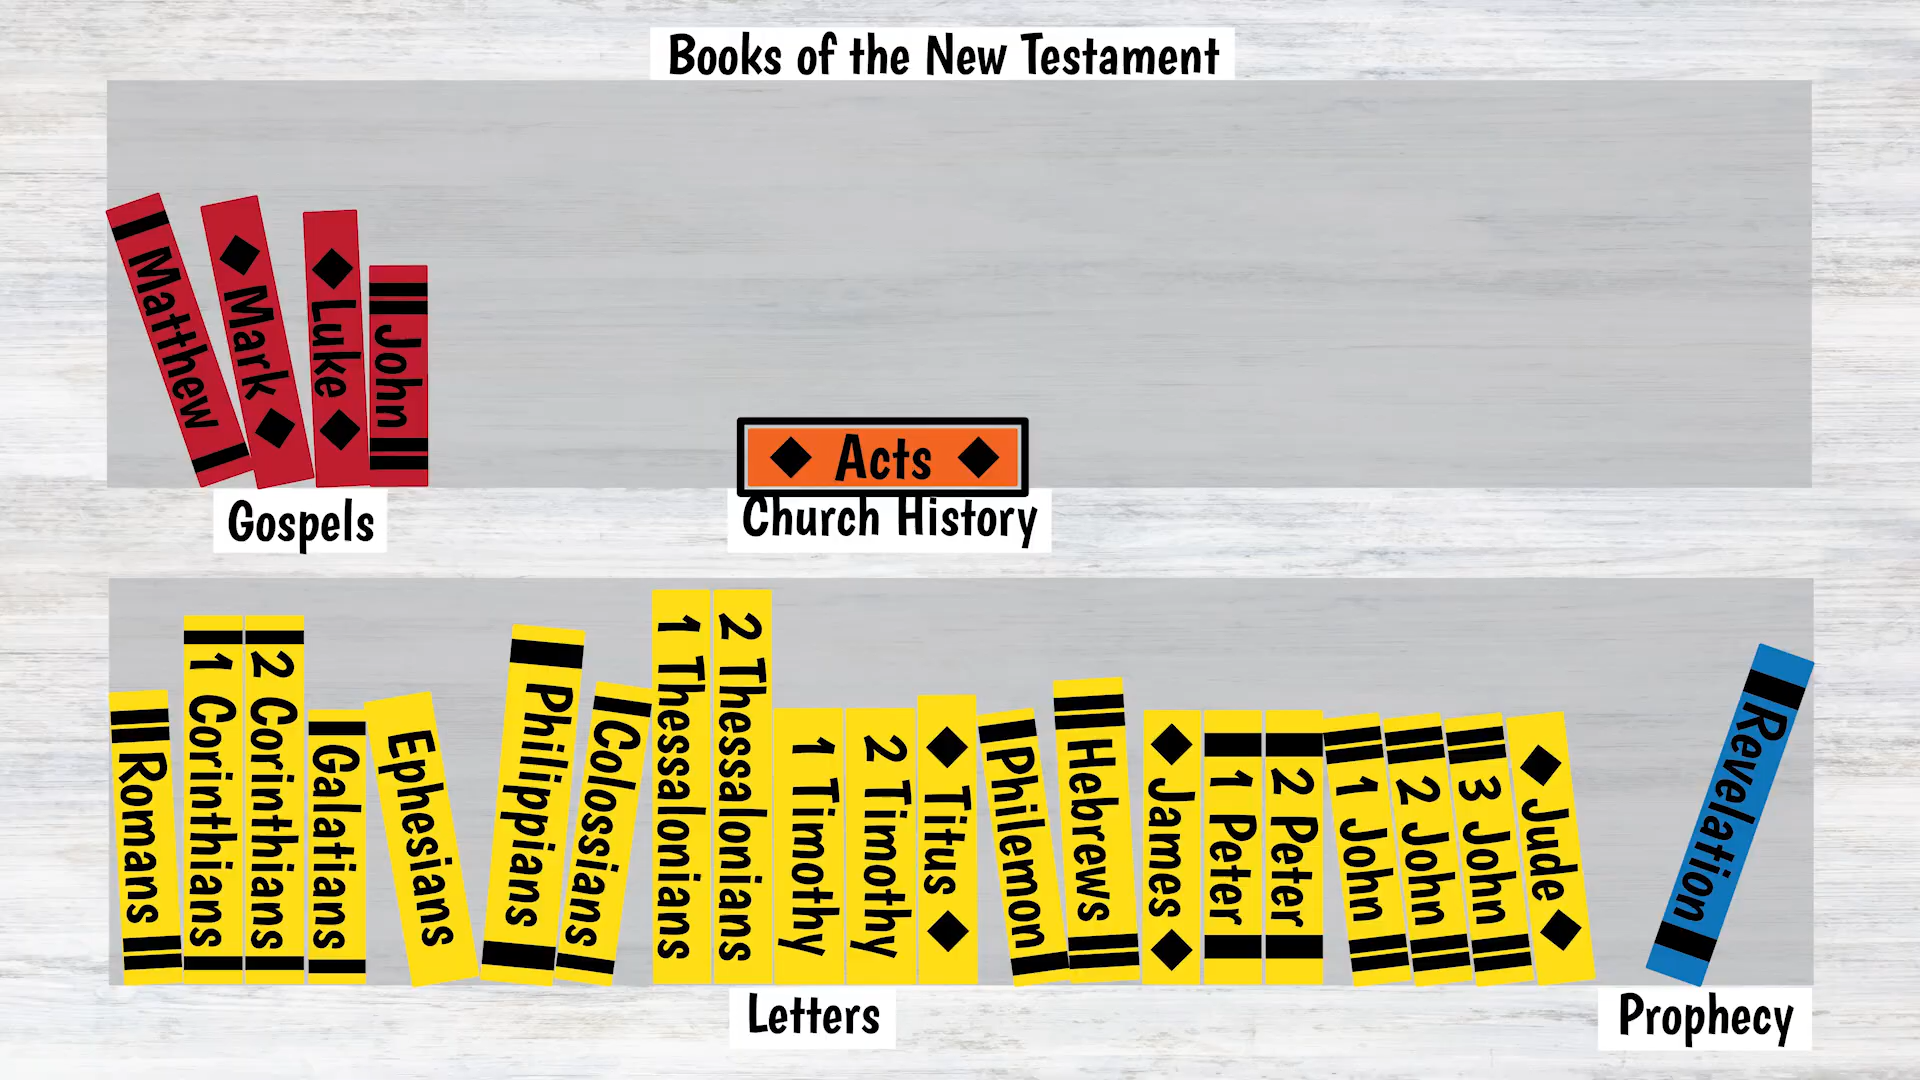 Books of the New Testament
Matthew
Mark
Luke
John
Acts
Gospels
Church History
Romans
1 Corinthians
2 Corinthians
Galatians
Ephesians
Philippians
Colossians
1 Thessalonians
2 Thessalonians
1 Timothy
2 Timothy
Titus
Philemon
Hebrews
James
1 Peter
2 Peter
1 John
2 John
3 John
Jude
Revelation
Letters
Prophecy